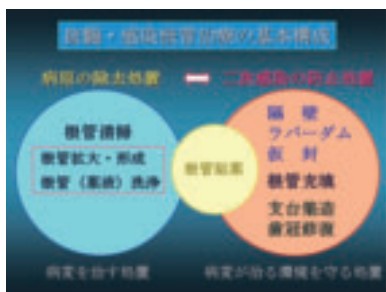 抜髄・感染根管治療の基本構成
病原の除去処置
二次感染の防止処置
根管清掃
根管拡大・形成
根管（薬液）洗浄
根管貼薬
隔壁
ラバーダム
仮封
根管充填
支台築造
歯冠修復
病変を治す処置
病変が治る環境を守る処置